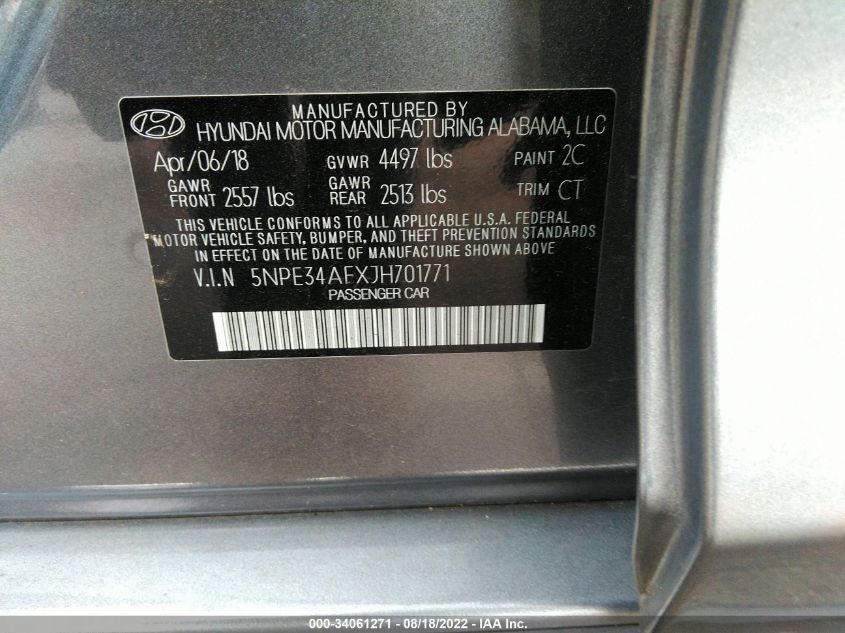 MANUFACTURED BY
HYUNDAI MOTOR MANUFACTURING ALABAMA, LLC
Apr/06/18 GVWR 4497 lbs PAINT 2C
GAWR FRONT 2557 lbs GAWR REAR 2513 lbs TRIM CT
THIS VEHICLE CONFORMS TO ALL APPLICABLE U.S.A. FEDERAL
MOTOR VEHICLE SAFETY, BUMPER, AND THEFT PREVENTION STANDARDS
IN EFFECT ON THE DATE OF MANUFACTURE SHOWN ABOVE
V.I.N 5NPE34AFXJH701771
PASSENGER CAR
000-34061271 - 08/18/2022 - IAA Inc.